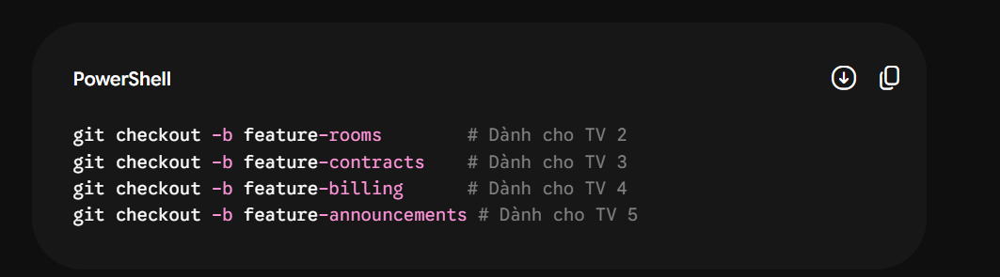 PowerShell
git checkout -b feature-rooms # Dành cho TV 2
git checkout -b feature-contracts # Dành cho TV 3
git checkout -b feature-billing # Dành cho TV 4
git checkout -b feature-announcements # Dành cho TV 5